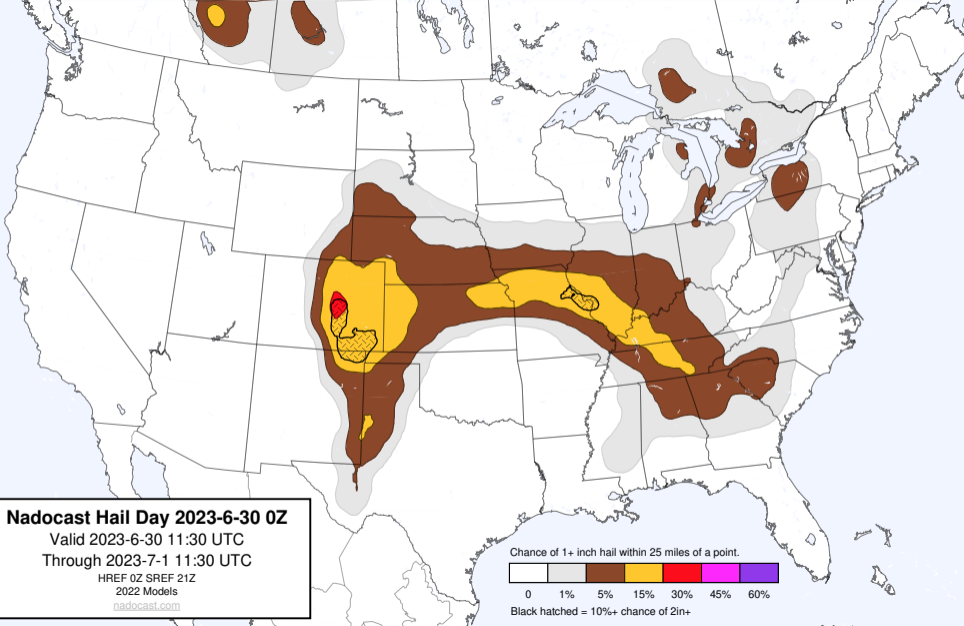 Nadocast Hail Day 2023-6-30 0Z
Valid 2023-6-30 11:30 UTC
Through 2023-7-1 11:30 UTC
HREF 0Z SREF 21Z
2022 Models
nadocast.com
Chance of 1+ inch hail within 25 miles of a point.
0 1% 5% 15% 30% 45% 60%
Black hatched = 10%+ chance of 2in+